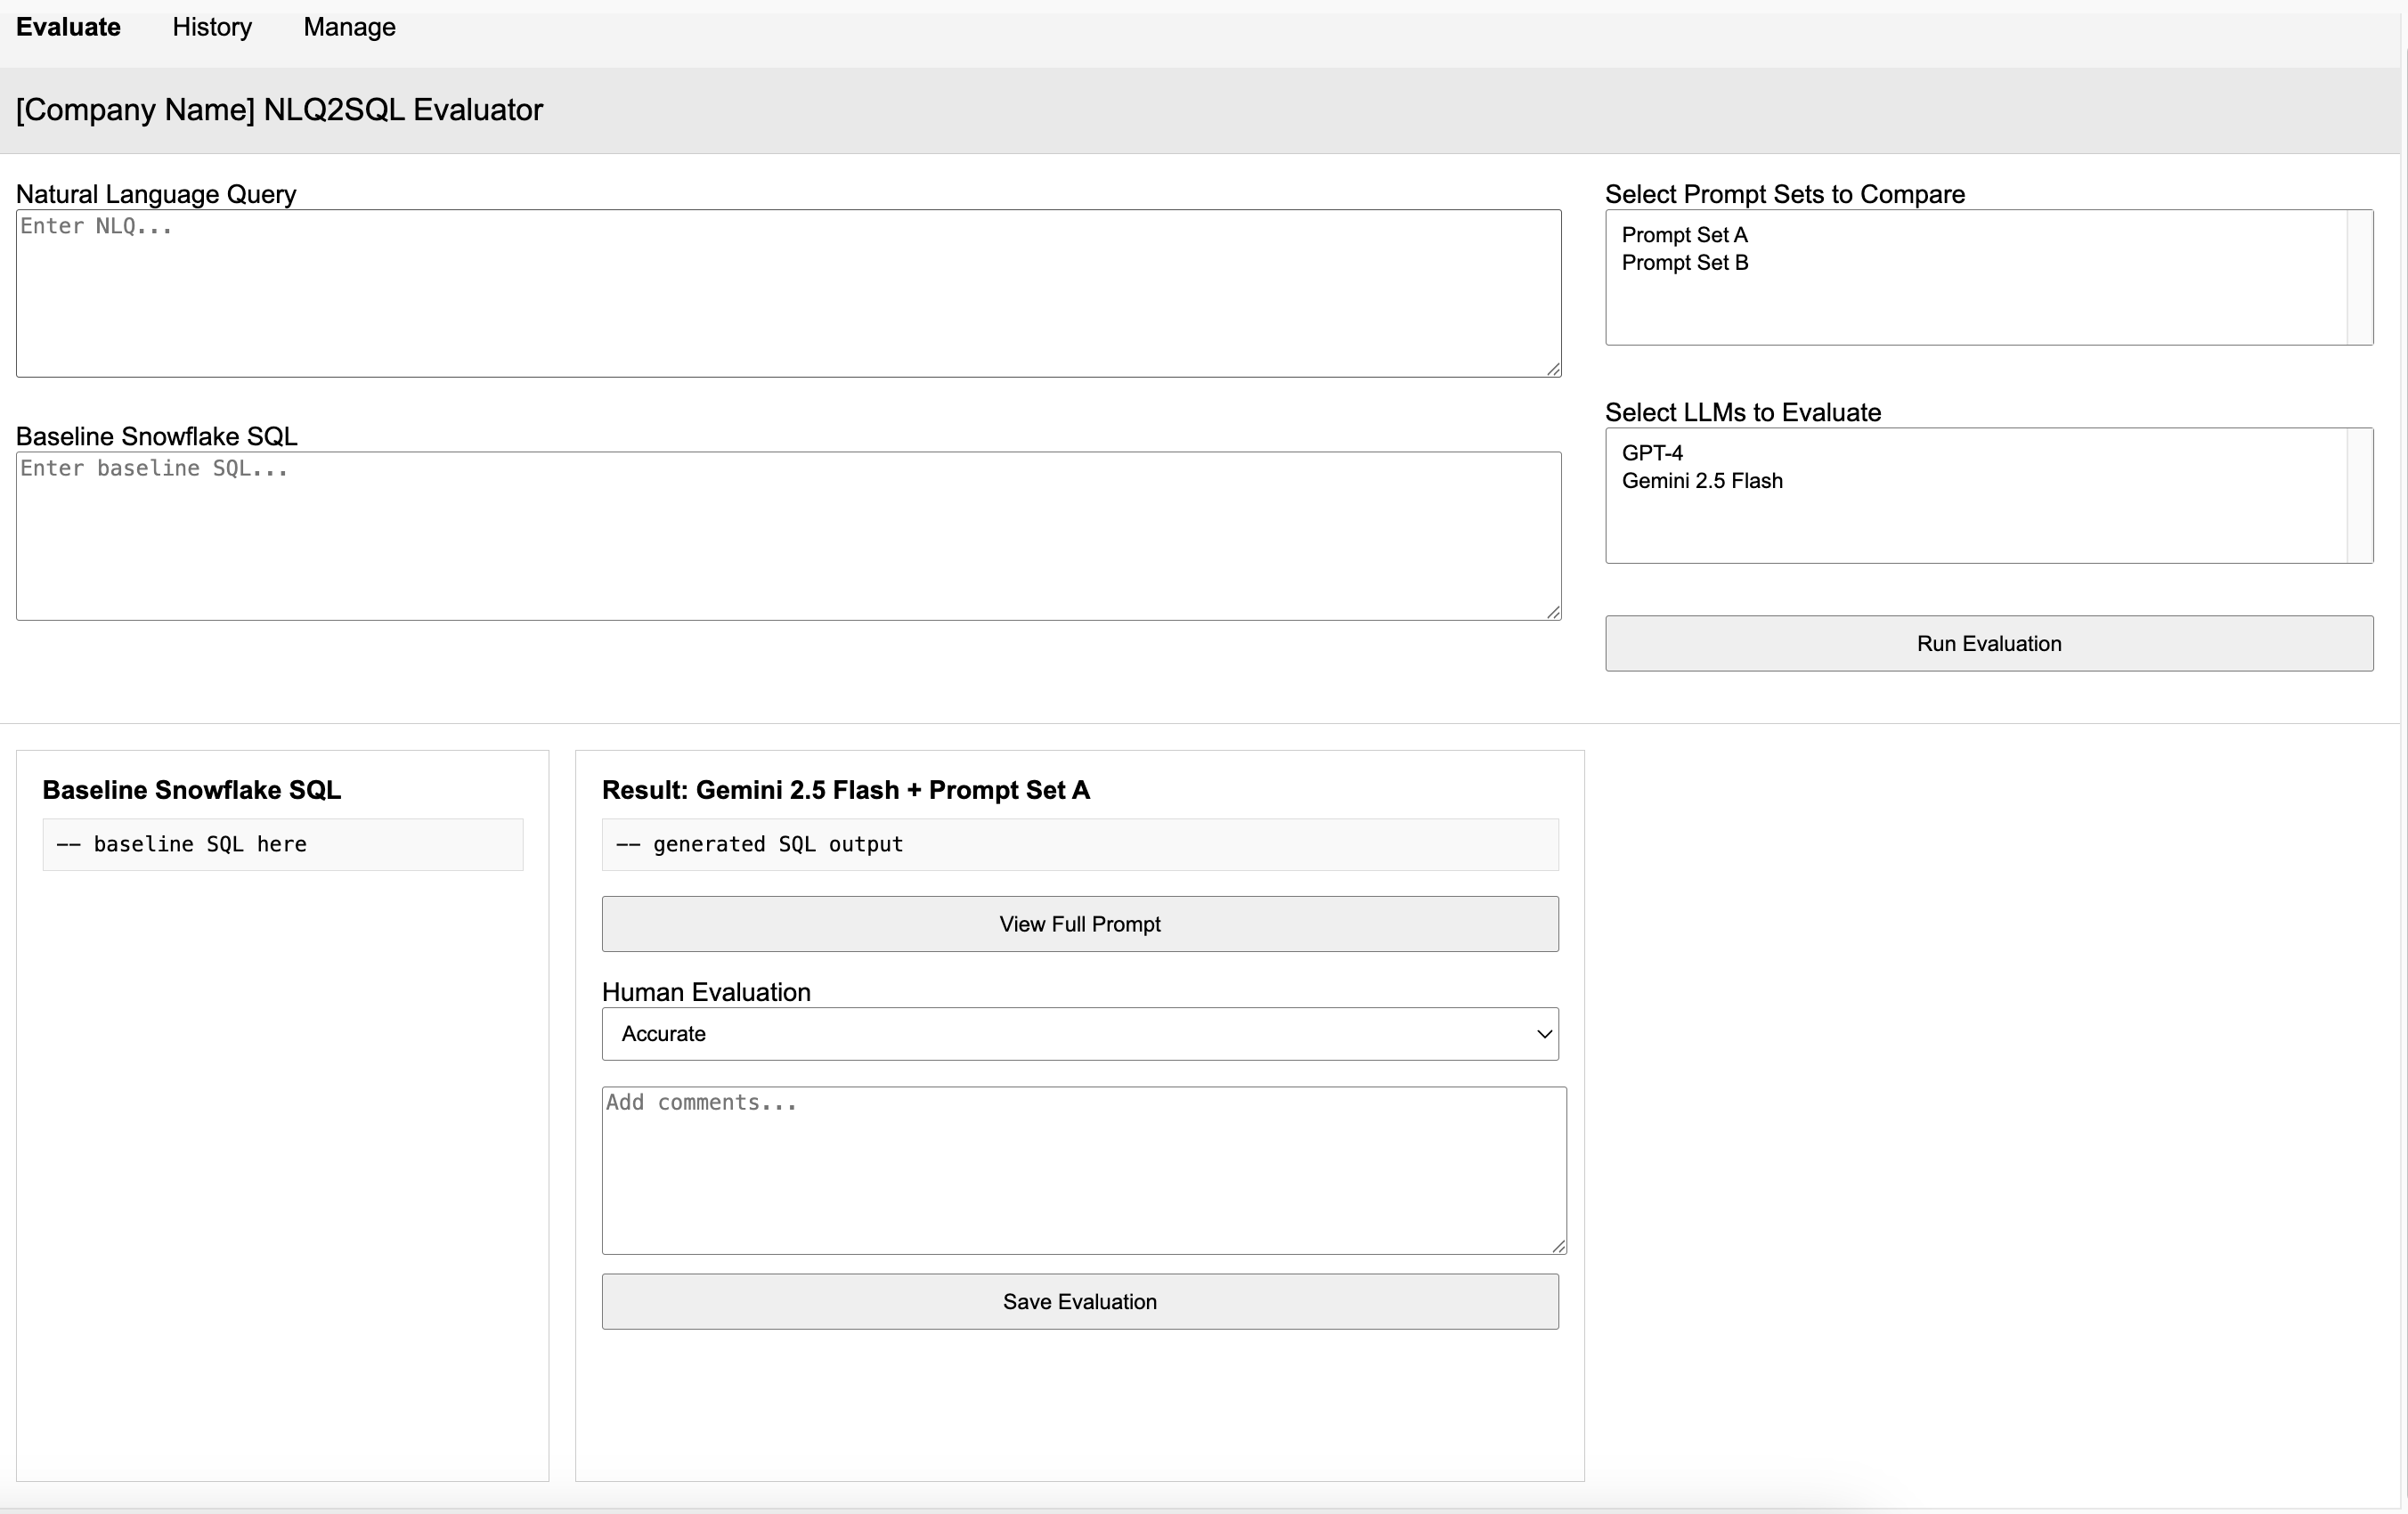 Evaluate History Manage
[Company Name] NLQ2SQL Evaluator
Natural Language Query
Enter NLQ...
Baseline Snowflake SQL
Enter baseline SQL...
Select Prompt Sets to Compare
Prompt Set A
Prompt Set B
Select LLMs to Evaluate
GPT-4
Gemini 2.5 Flash
Run Evaluation
Baseline Snowflake SQL
-- baseline SQL here
Result: Gemini 2.5 Flash + Prompt Set A
-- generated SQL output
View Full Prompt
Human Evaluation
Accurate
Add comments...
Save Evaluation